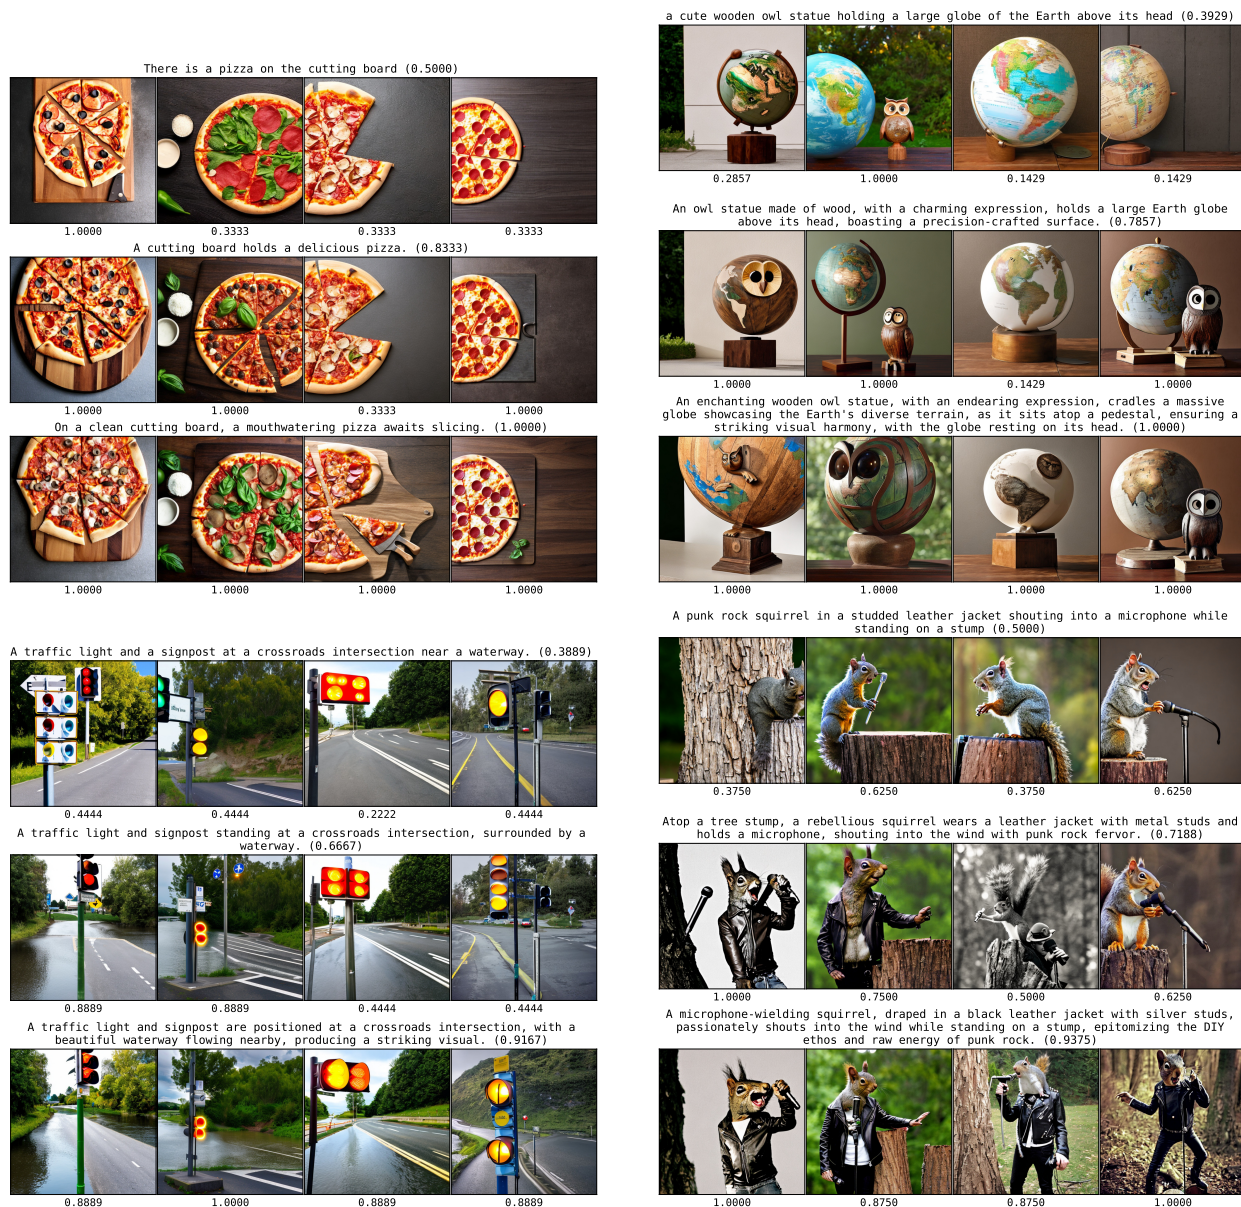 There is a pizza on the cutting board (0.5000)
1.0000 0.3333 0.3333 0.3333
A cutting board holds a delicious pizza. (0.8333)
1.0000 1.0000 0.3333 1.0000
On a clean cutting board, a mouthwatering pizza awaits slicing. (1.0000)
1.0000 1.0000 1.0000 1.0000
a cute wooden owl statue holding a large globe of the Earth above its head (0.3929)
0.2857 1.0000 0.1429 0.1429
An owl statue made of wood, with a charming expression, holds a large Earth globe
above its head, boasting a precision-crafted surface. (0.7857)
1.0000 1.0000 0.1429 1.0000
An enchanting wooden owl statue, with an endearing expression, cradles a massive
globe showcasing the Earth's diverse terrain, as it sits atop a pedestal, ensuring a
striking visual harmony, with the globe resting on its head. (1.0000)
1.0000 1.0000 1.0000 1.0000
A traffic light and a signpost at a crossroads intersection near a waterway. (0.3889)
0.4444 0.4444 0.2222 0.4444
A traffic light and signpost standing at a crossroads intersection, surrounded by a
waterway. (0.6667)
0.8889 0.8889 0.4444 0.4444
A traffic light and signpost are positioned at a crossroads intersection, with a
beautiful waterway flowing nearby, producing a striking visual. (0.9167)
0.8889 1.0000 0.8889 0.8889
A punk rock squirrel in a studded leather jacket shouting into a microphone while
standing on a stump (0.5000)
0.3750 0.6250 0.3750 0.6250
Atop a tree stump, a rebellious squirrel wears a leather jacket with metal studs and
holds a microphone, shouting into the wind with punk rock fervor. (0.7188)
1.0000 0.7500 0.5000 0.6250
A microphone-wielding squirrel, draped in a black leather jacket with silver studs,
passionately shouts into the wind while standing on a stump, epitomizing the DIY
ethos and raw energy of punk rock. (0.9375)
1.0000 0.8750 0.8750 1.0000